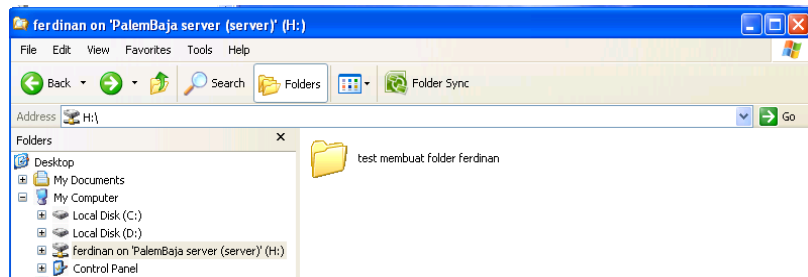 ferdinan on 'PalemBaja server (server)' (H:)
File Edit View Favorites Tools Help
Back Search Folders Folder Sync
Address H:\ Go
Folders x
Desktop
My Documents
My Computer
Local Disk (C:)
Local Disk (D:)
ferdinan on 'PalemBaja server (server)' (H:)
Control Panel
test membuat folder ferdinan